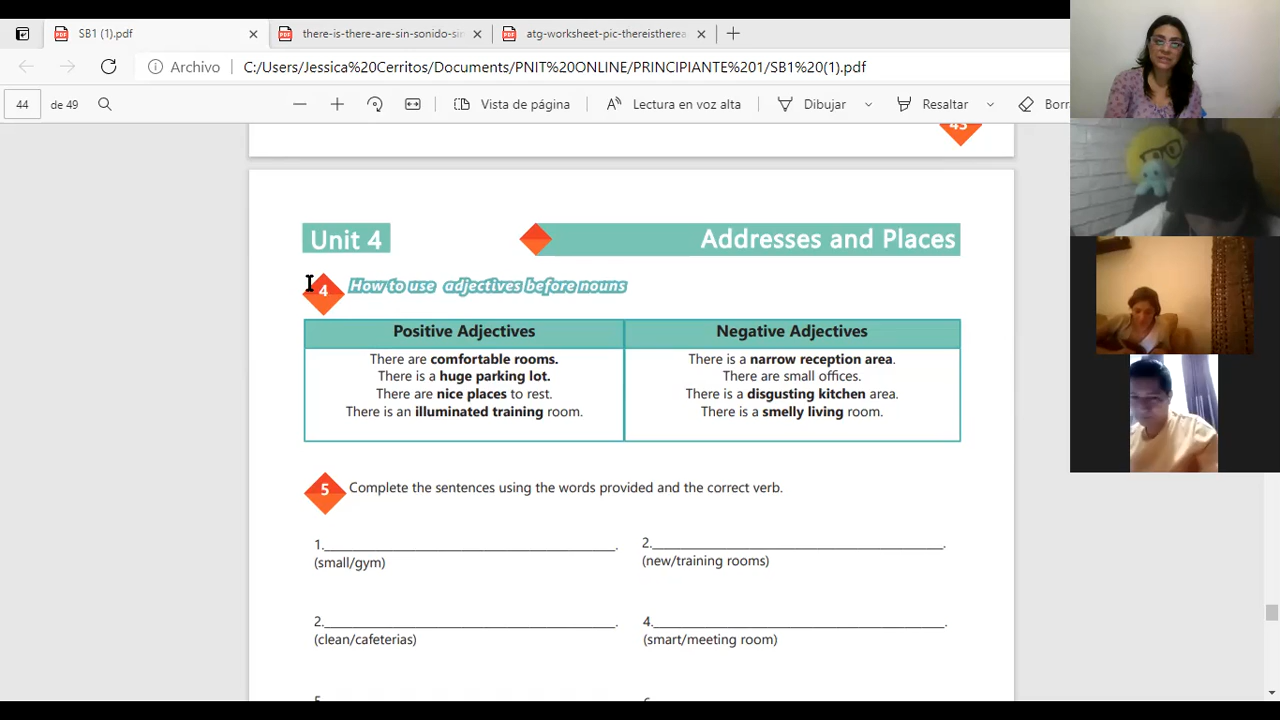 SB1 (1).pdf
there-is-there-are-sin-sonido-si
atg-worksheet-pic-thereisthere
Archivo
C:/Users/Jessica%20Cerritos/Documents/PNIT%20ONLINE/PRINCIPIANTE%201/SB1%20(1).pdf
44
de 49
Vista de página
Lectura en voz alta
Dibujar
Resaltar
Borr
43
Unit 4
Addresses and Places
4
How to use adjectives before nouns
Positive Adjectives
Negative Adjectives
There are comfortable rooms.
There is a huge parking lot.
There are nice places to rest.
There is an illuminated training room.
There is a narrow reception area.
There are small offices.
There is a disgusting kitchen area.
There is a smelly living room.
5
Complete the sentences using the words provided and the correct verb.
1.______________________________________.
(small/gym)
2.______________________________________.
(new/training rooms)
2.______________________________________.
(clean/cafeterias)
4.______________________________________.
(smart/meeting room)